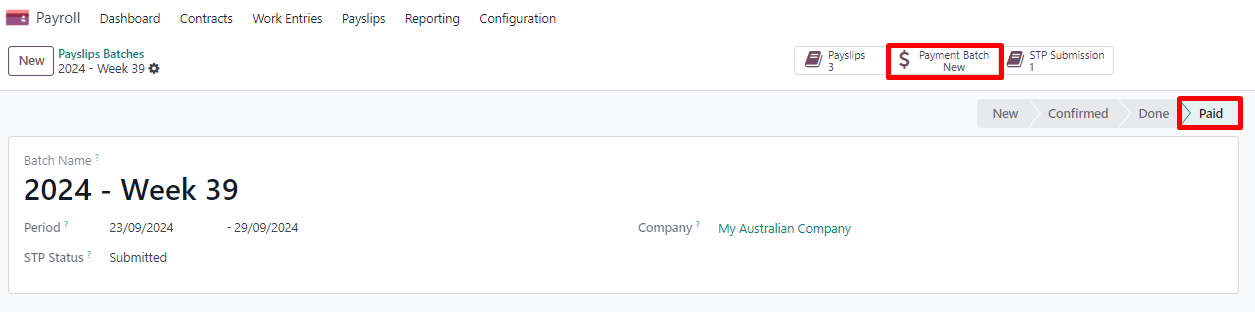 Payroll Dashboard Contracts Work Entries Payslips Reporting Configuration
New
Payslips Batches
2024 - Week 39
Payslips
3
Payment Batch
New
STP Submission
1
New Confirmed Done Paid
Batch Name ?
2024 - Week 39
Period ? 23/09/2024 - 29/09/2024
Company ? My Australian Company
STP Status ? Submitted